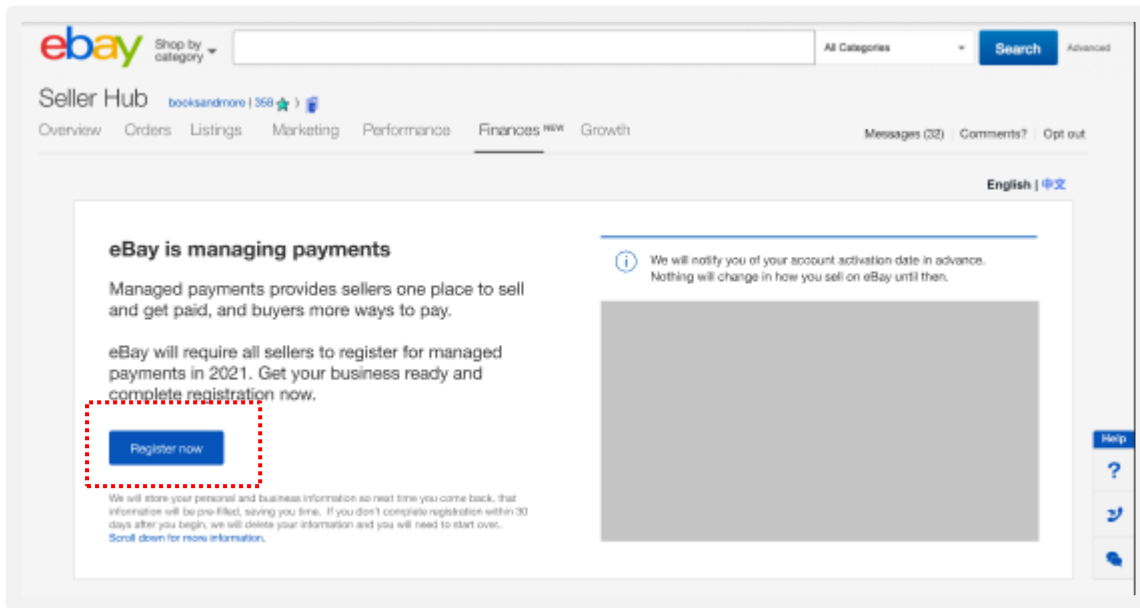 ebay
Shop by
category
All Categories
Search
Advanced
Seller Hub
booksandmore ( 358 )
Overview
Orders
Listings
Marketing
Performance
Finances NEW
Growth
Messages (32)
Comments?
Opt out
English | 中文
eBay is managing payments
Managed payments provides sellers one place to sell
and get paid, and buyers more ways to pay.
eBay will require all sellers to register for managed
payments in 2021. Get your business ready and
complete registration now.
Register now
We will store your personal and business information so next time you come back, that
information will be pre-filled, saving you time. If you don't complete registration within 30
days after you begin, we will delete your information and you will need to start over..
Scroll down for more information.
We will notify you of your account activation date in advance.
Nothing will change in how you sell on eBay until then.
Help
?